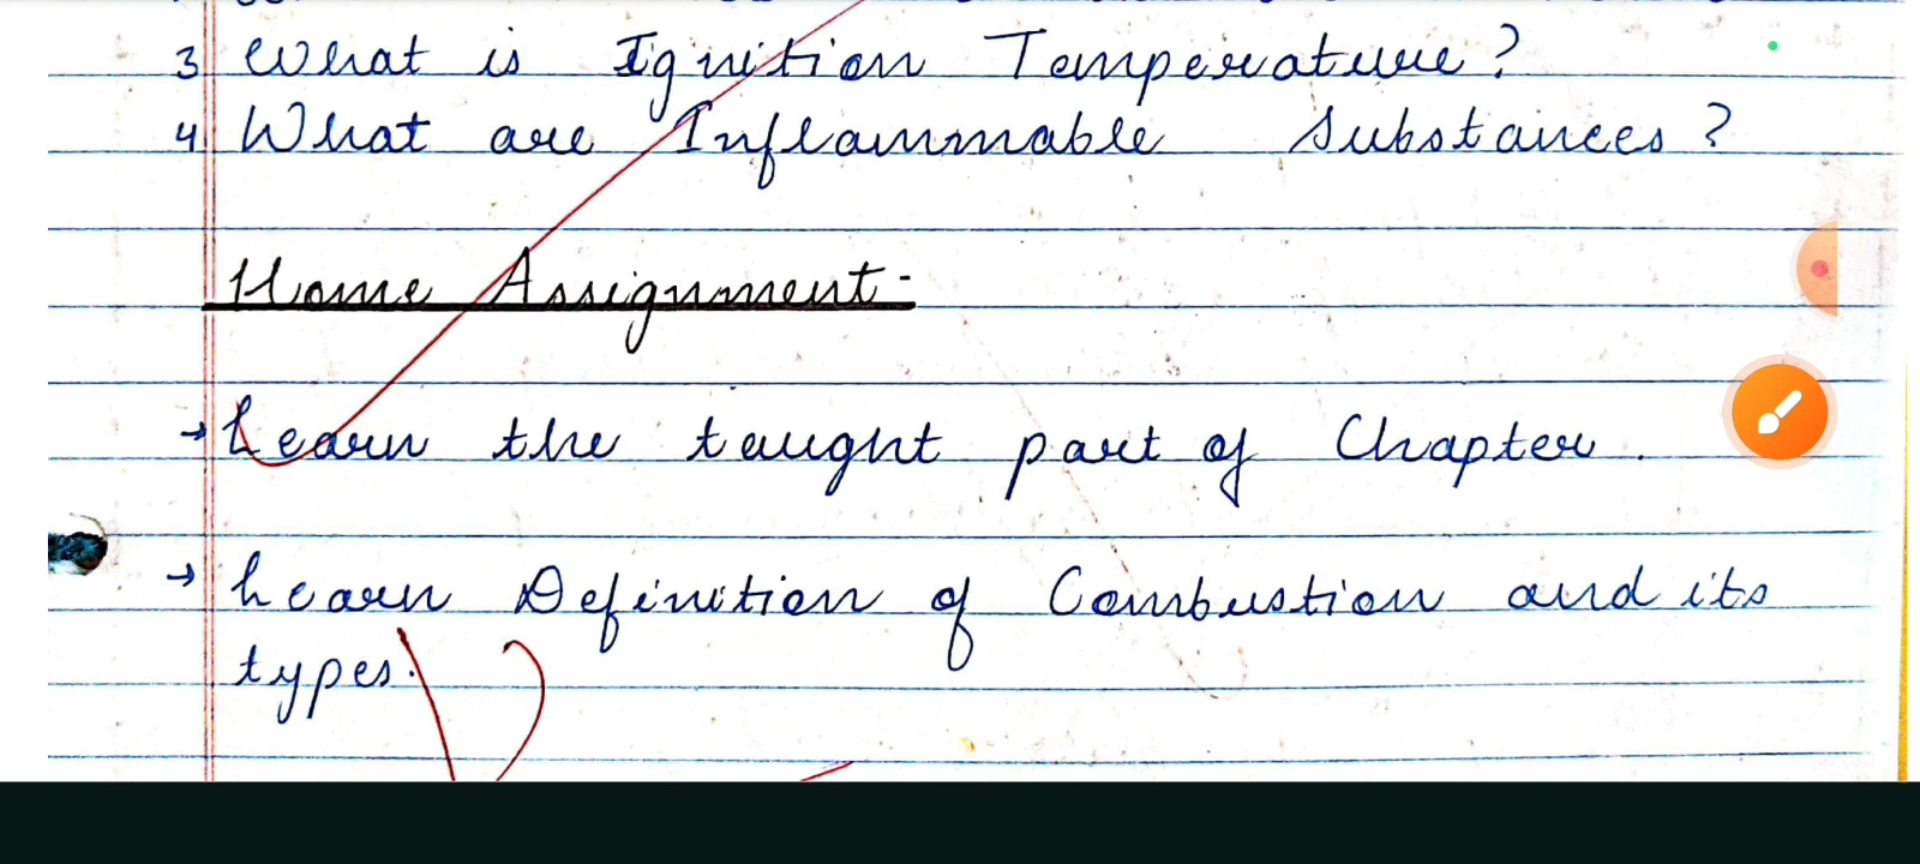 3 What is Ignition Temperature?
4 What are Inflammable Substances?
Home Assignment-
→ Learn the taught part of Chapter.
→ Learn Definition of Combustion and its
types.